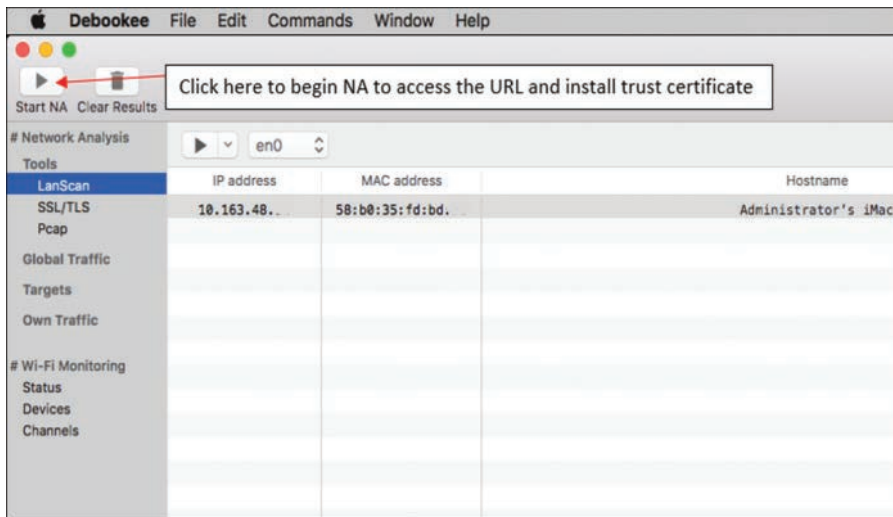 Debookee File Edit Commands Window Help
Click here to begin NA to access the URL and install trust certificate
Start NA Clear Results
# Network Analysis
en0
Tools
IP address MAC address Hostname
LanScan
10.163.48. 58:b0:35:fd:bd. Administrator's iMac
SSL/TLS
Pcap
Global Traffic
Targets
Own Traffic
# Wi-Fi Monitoring
Status
Devices
Channels